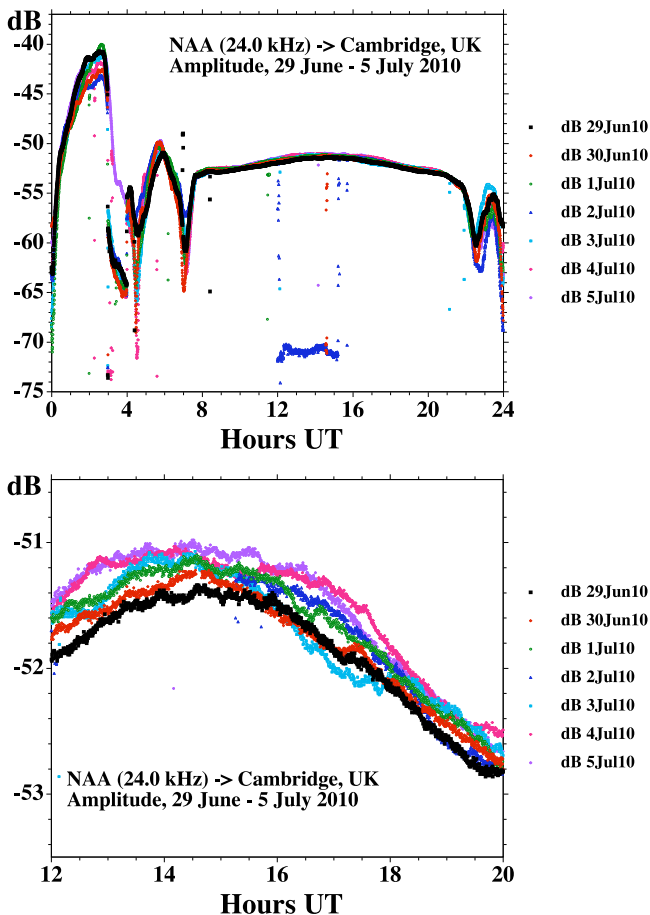 dB
NAA (24.0 kHz) -> Cambridge, UK
Amplitude, 29 June - 5 July 2010
-40
-45
-50
-55
-60
-65
-70
-75
0
4
8
12
16
20
24
Hours UT
dB 29Jun10
dB 30Jun10
dB 1Jul10
dB 2Jul10
dB 3Jul10
dB 4Jul10
dB 5Jul10
dB
-51
-52
-53
NAA (24.0 kHz) -> Cambridge, UK
Amplitude, 29 June - 5 July 2010
12
14
16
18
20
Hours UT
dB 29Jun10
dB 30Jun10
dB 1Jul10
dB 2Jul10
dB 3Jul10
dB 4Jul10
dB 5Jul10